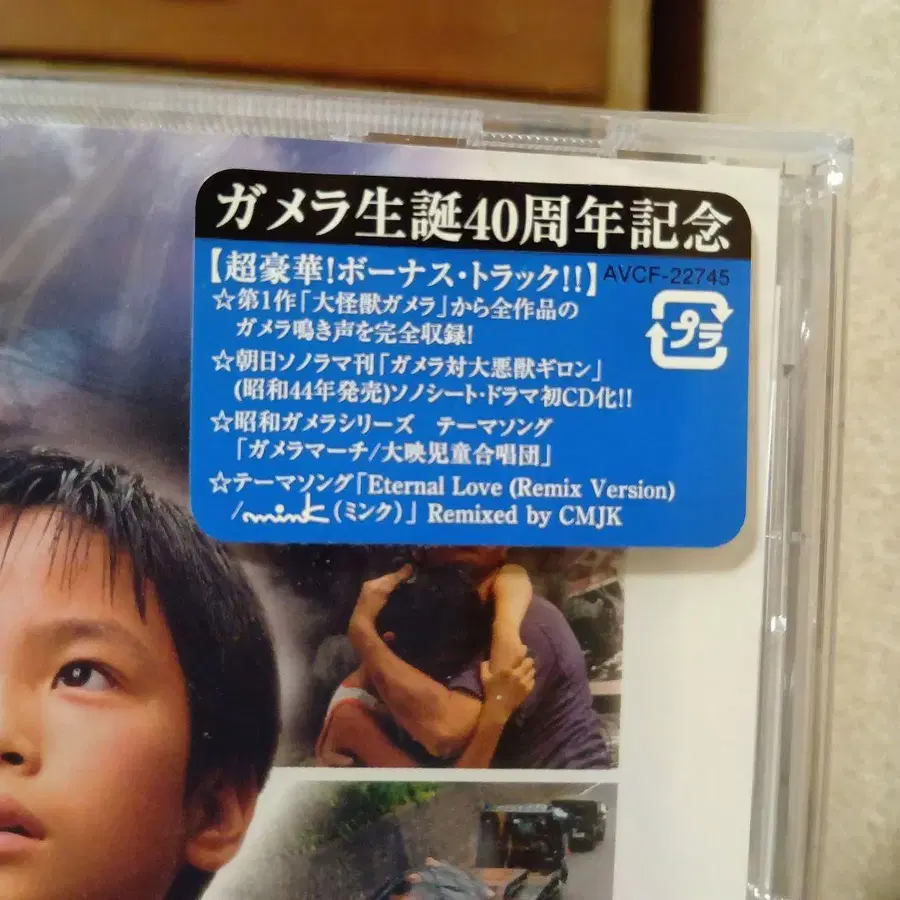 ガメラ生誕40周年記念
【超豪華!ボーナス・トラック!!】AVCF-22745
☆第1作「大怪獣ガメラ」から全作品の
ガメラ鳴き声を完全収録!
プラ
☆朝日ソノラマ刊「ガメラ対大悪獣ギロン」
(昭和44年発売)ソノシート・ドラマ初CD化!!
☆昭和ガメラシリーズ テーマソング
「ガメラマーチ/大映児童合唱団」
☆テーマソング「Eternal Love (Remix Version)
/mink(ミンク)」 Remixed by CMJK